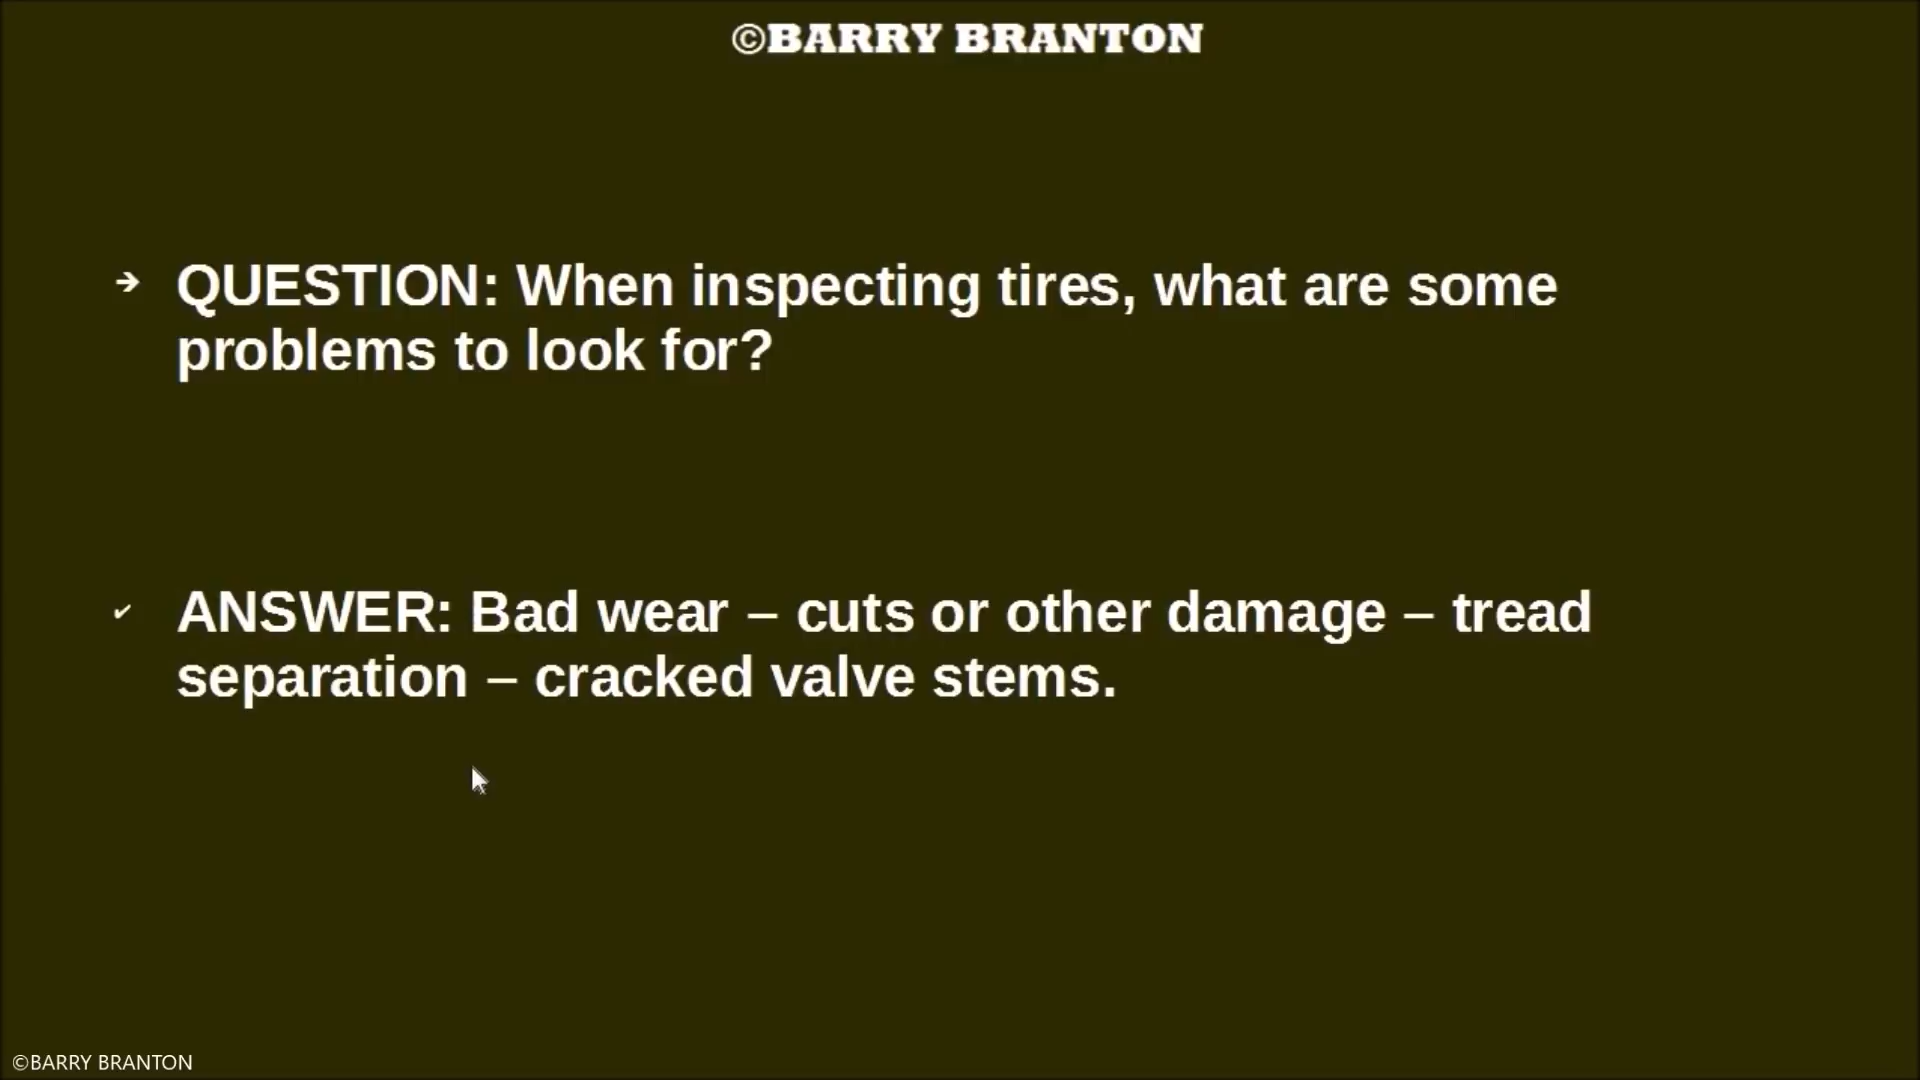 ©BARRY BRANTON
➔ QUESTION: When inspecting tires, what are some
problems to look for?
✔ ANSWER: Bad wear – cuts or other damage – tread
separation – cracked valve stems.
©BARRY BRANTON